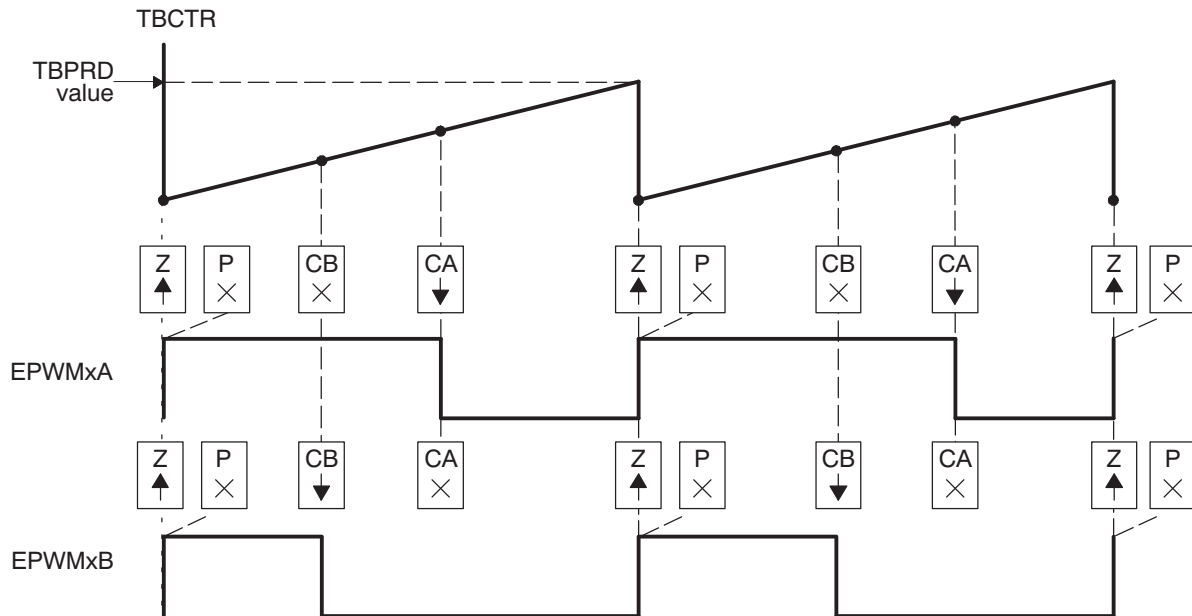 TBCTR
TBPRD
value
Z P CB CA Z P CB CA Z P
EPWMxA
Z P CB CA Z P CB CA Z P
EPWMxB